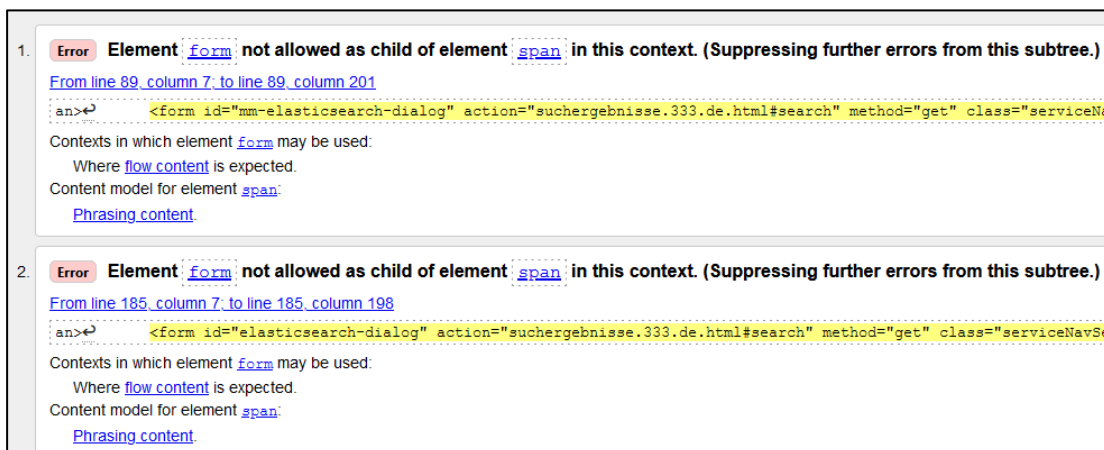 1. Error Element form not allowed as child of element span in this context. (Suppressing further errors from this subtree.)
From line 89, column 7; to line 89, column 201
an>↩ <form id="mm-elasticsearch-dialog" action="suchergebnisse.333.de.html#search" method="get" class="serviceNa
Contexts in which element form may be used:
Where flow content is expected.
Content model for element span:
Phrasing content.
2. Error Element form not allowed as child of element span in this context. (Suppressing further errors from this subtree.)
From line 185, column 7; to line 185, column 198
an>↩ <form id="elasticsearch-dialog" action="suchergebnisse.333.de.html#search" method="get" class="serviceNavSe
Contexts in which element form may be used:
Where flow content is expected.
Content model for element span:
Phrasing content.